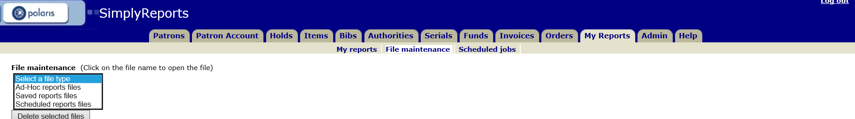 Log out
polaris SimplyReports
Patrons Patron Account Holds Items Bibs Authorities Serials Funds Invoices Orders My Reports Admin Help
My reports File maintenance Scheduled jobs
File maintenance (Click on the file name to open the file)
Select a file type
Ad-Hoc reports files
Saved reports files
Scheduled reports files
Delete selected files